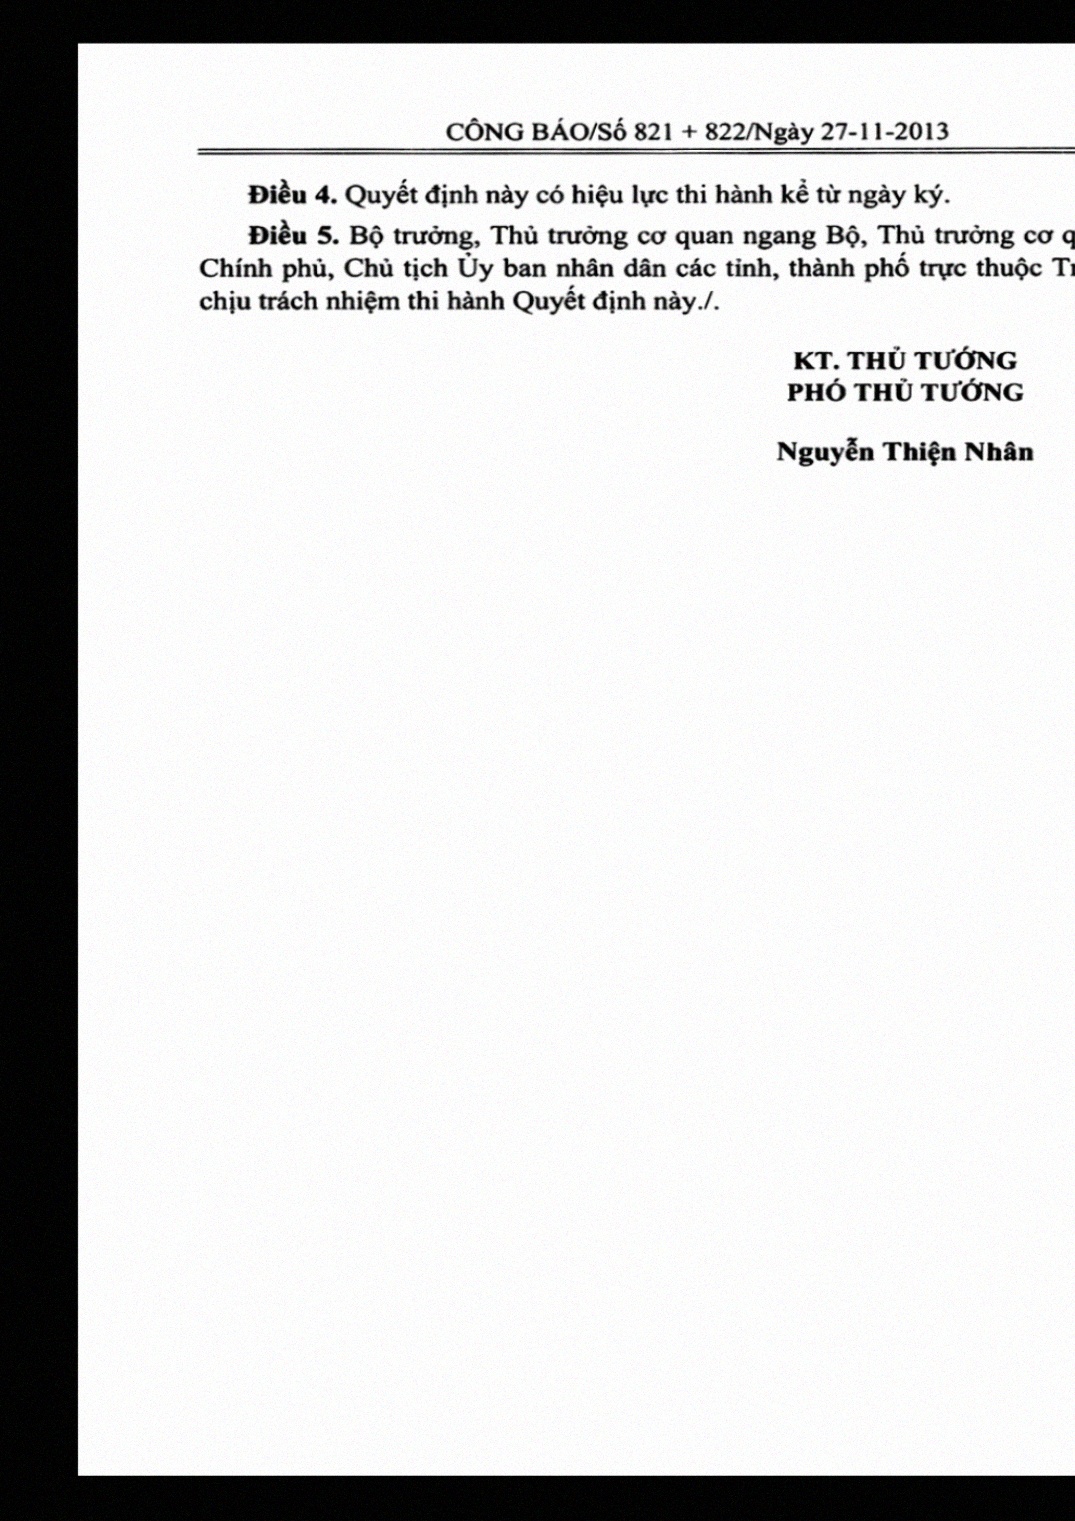 CÔNG BÁO/Số 821 + 822/Ngày 27-11-2013
Điều 4. Quyết định này có hiệu lực thi hành kể từ ngày ký.
Điều 5. Bộ trưởng, Thủ trưởng cơ quan ngang Bộ, Thủ trưởng cơ
Chính phủ, Chủ tịch Ủy ban nhân dân các tỉnh, thành phố trực thuộc
chịu trách nhiệm thi hành Quyết định này./.
KT. THỦ TƯỚNG
PHÓ THỦ TƯỚNG
Nguyễn Thiện Nhân